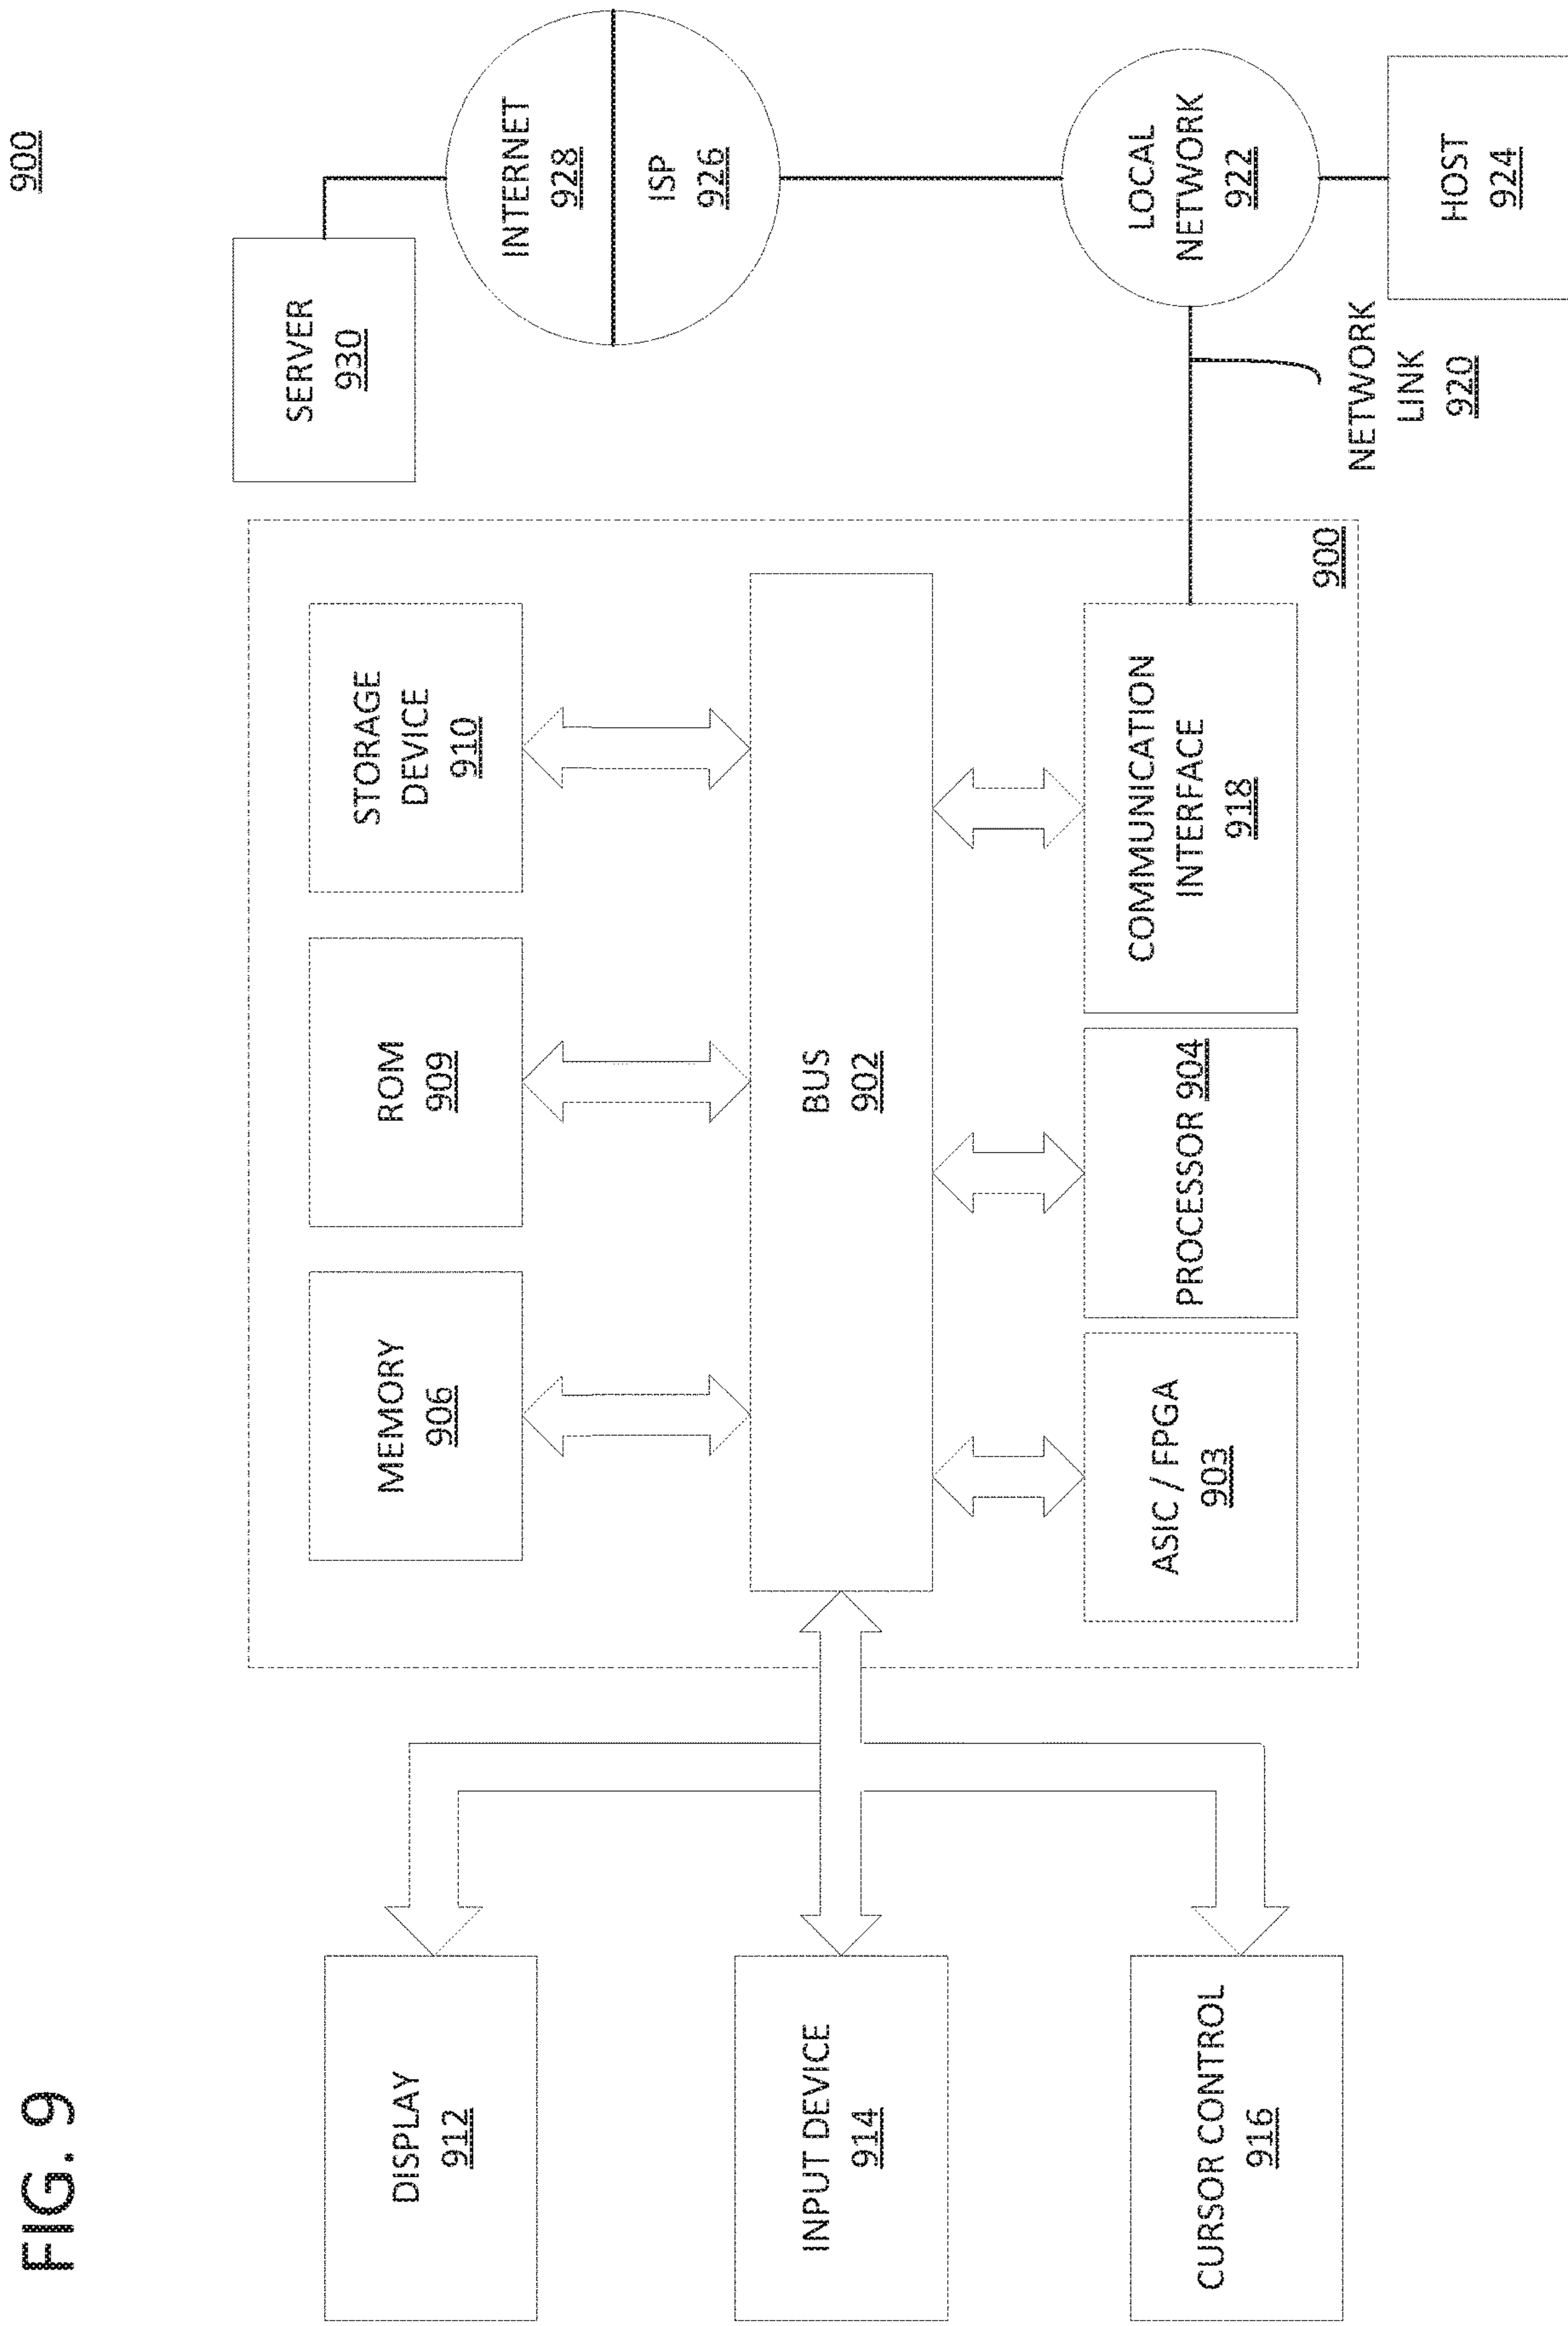 FIG. 9
900
DISPLAY
912
INPUT DEVICE
914
CURSOR CONTROL
916
MEMORY
906
ROM
909
STORAGE
DEVICE
910
BUS
902
ASIC / FPGA
903
PROCESSOR 904
COMMUNICATION
INTERFACE
918
900
SERVER
930
INTERNET
928
ISP
926
LOCAL
NETWORK
922
NETWORK
LINK
920
HOST
924